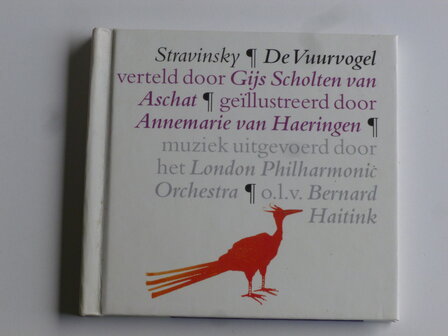 Stravinsky ¶ De Vuurvogel
verteld door Gijs Scholten van
Aschat ¶ geïllustreerd door
Annemarie van Haeringen ¶
muziek uitgevoerd door
het London Philharmonic
Orchestra ¶ o.l.v. Bernard
Haitink